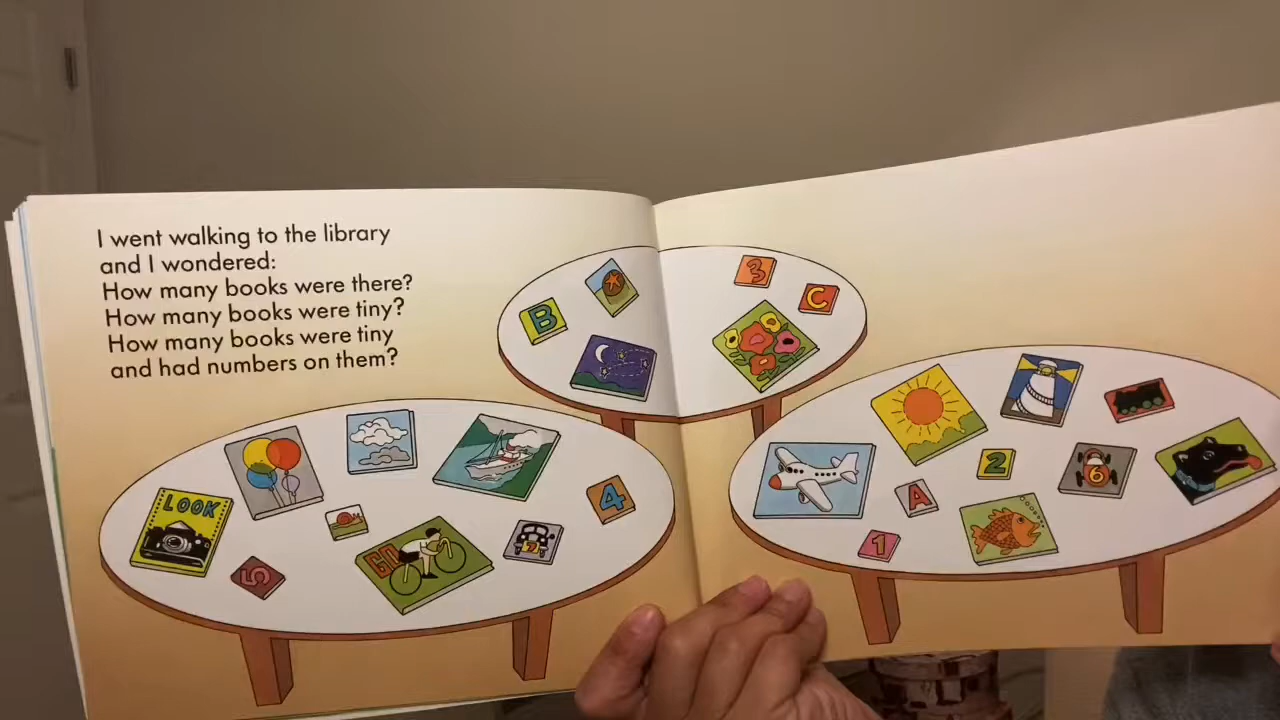 I went walking to the library
and I wondered:
How many books were there?
How many books were tiny?
How many books were tiny
and had numbers on them?
B
3
C
LOOK
5
GO
7
4
2
6
A
1